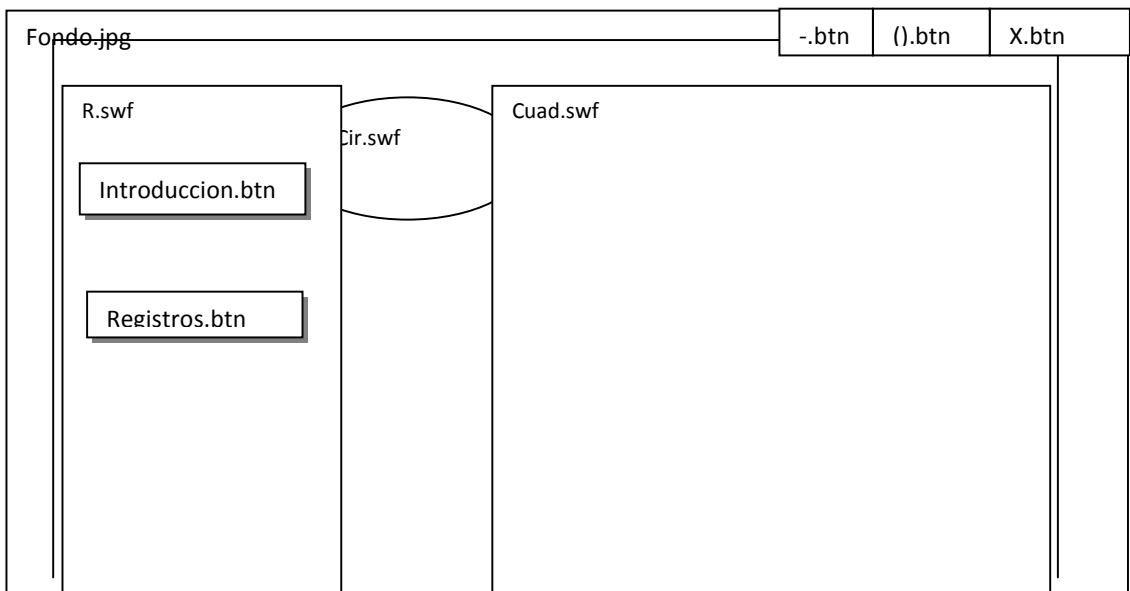 Fondo.jpg
-.btn
().btn
X.btn
R.swf
Cir.swf
Cuad.swf
Introduccion.btn
Registros.btn